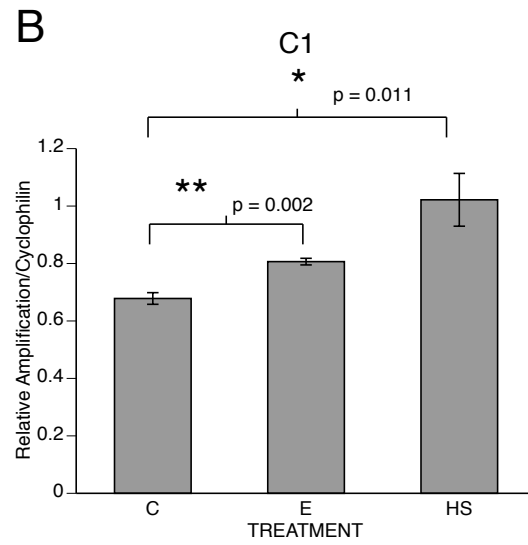 B
C1
*
p = 0.011
**
p = 0.002
Relative Amplification/Cyclophilin
1.2
1
0.8
0.6
0.4
0.2
0
C E HS
TREATMENT